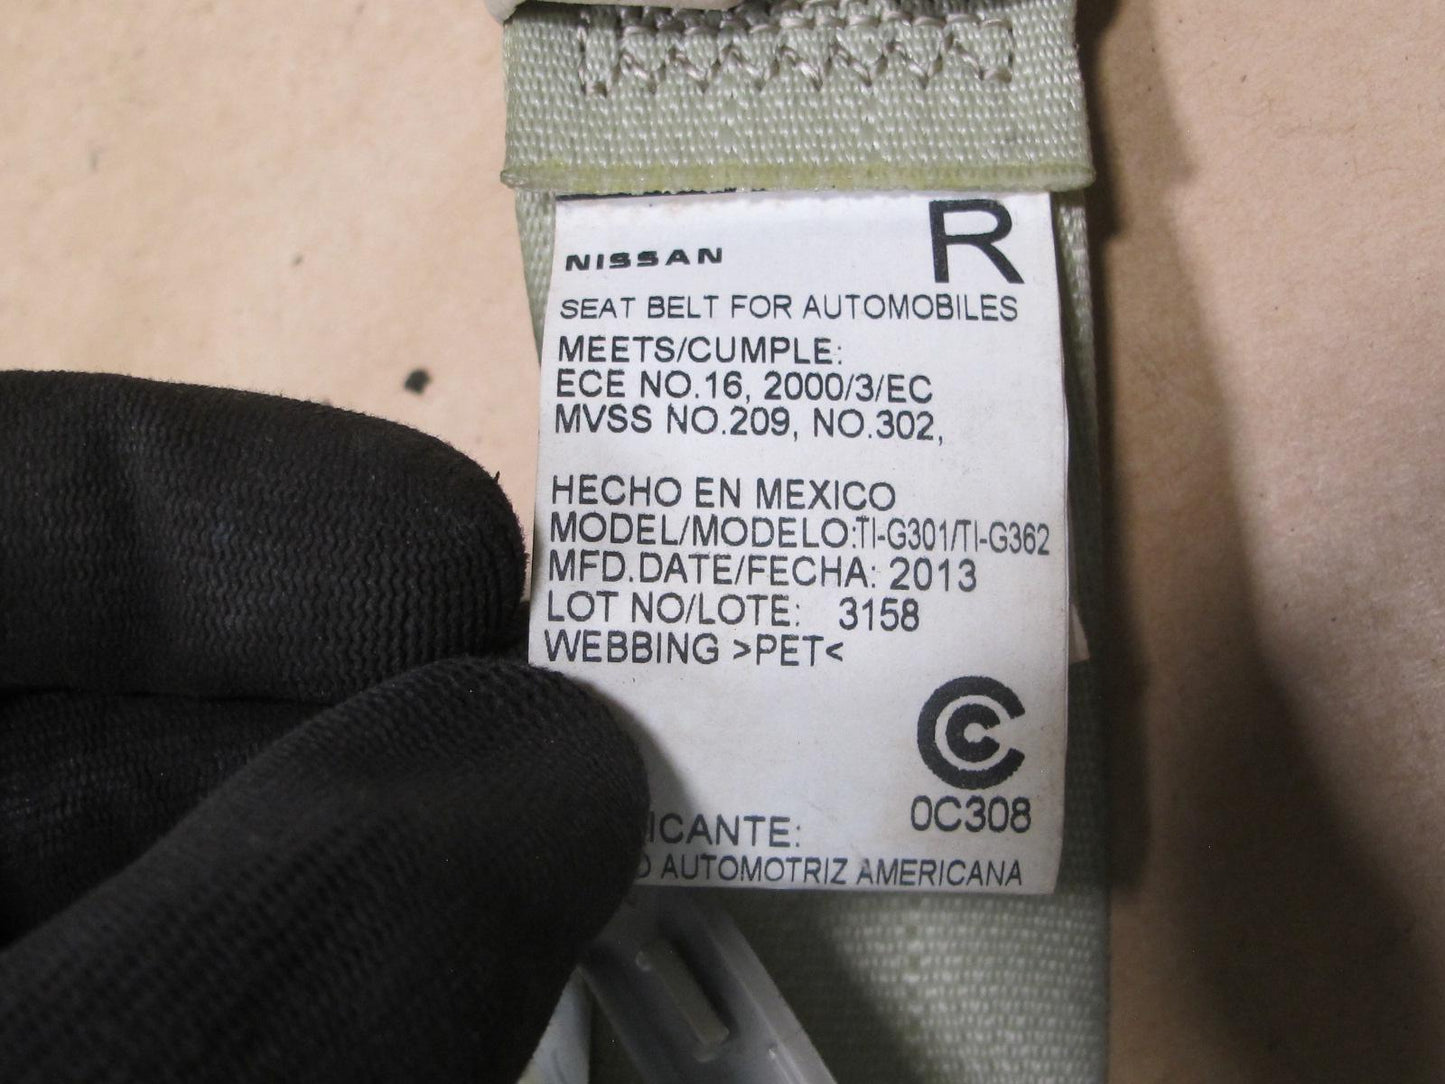 R
NISSAN
SEAT BELT FOR AUTOMOBILES
MEETS/CUMPLE:
ECE NO.16, 2000/3/EC
MVSS NO.209, NO.302,
HECHO EN MEXICO
MODEL/MODELO:TI-G301/TI-G362
MFD.DATE/FECHA: 2013
LOT NO/LOTE: 3158
WEBBING >PET<
0C308
ICANTE:
AUTOMOTRIZ AMERICANA